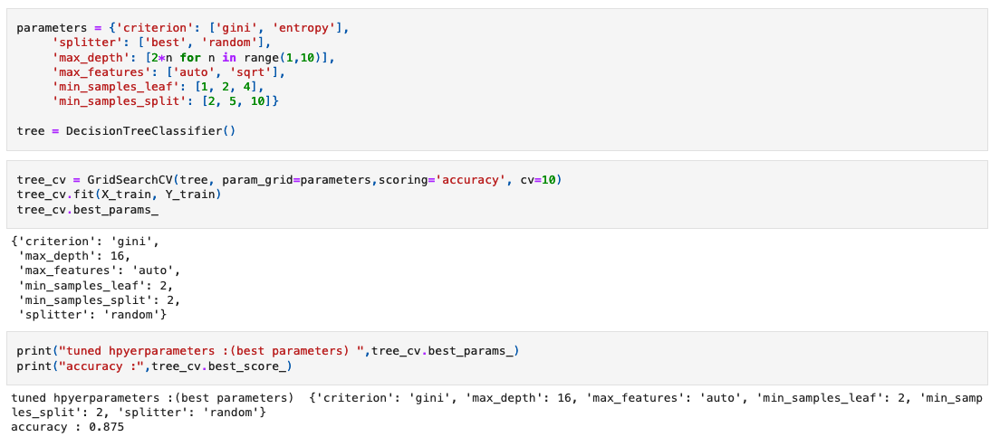 parameters = {'criterion': ['gini', 'entropy'],
     'splitter': ['best', 'random'],
     'max_depth': [2*n for n in range(1,10)],
     'max_features': ['auto', 'sqrt'],
     'min_samples_leaf': [1, 2, 4],
     'min_samples_split': [2, 5, 10]}
tree = DecisionTreeClassifier()
tree_cv = GridSearchCV(tree, param_grid=parameters,scoring='accuracy', cv=10)
tree_cv.fit(X_train, Y_train)
tree_cv.best_params_
{'criterion': 'gini',
 'max_depth': 16,
 'max_features': 'auto',
 'min_samples_leaf': 2,
 'min_samples_split': 2,
 'splitter': 'random'}
print("tuned hpyerparameters :(best parameters) ",tree_cv.best_params_)
print("accuracy :",tree_cv.best_score_)
tuned hpyerparameters :(best parameters)  {'criterion': 'gini', 'max_depth': 16, 'max_features': 'auto', 'min_samples_leaf': 2, 'min_samp
les_split': 2, 'splitter': 'random'}
accuracy : 0.875